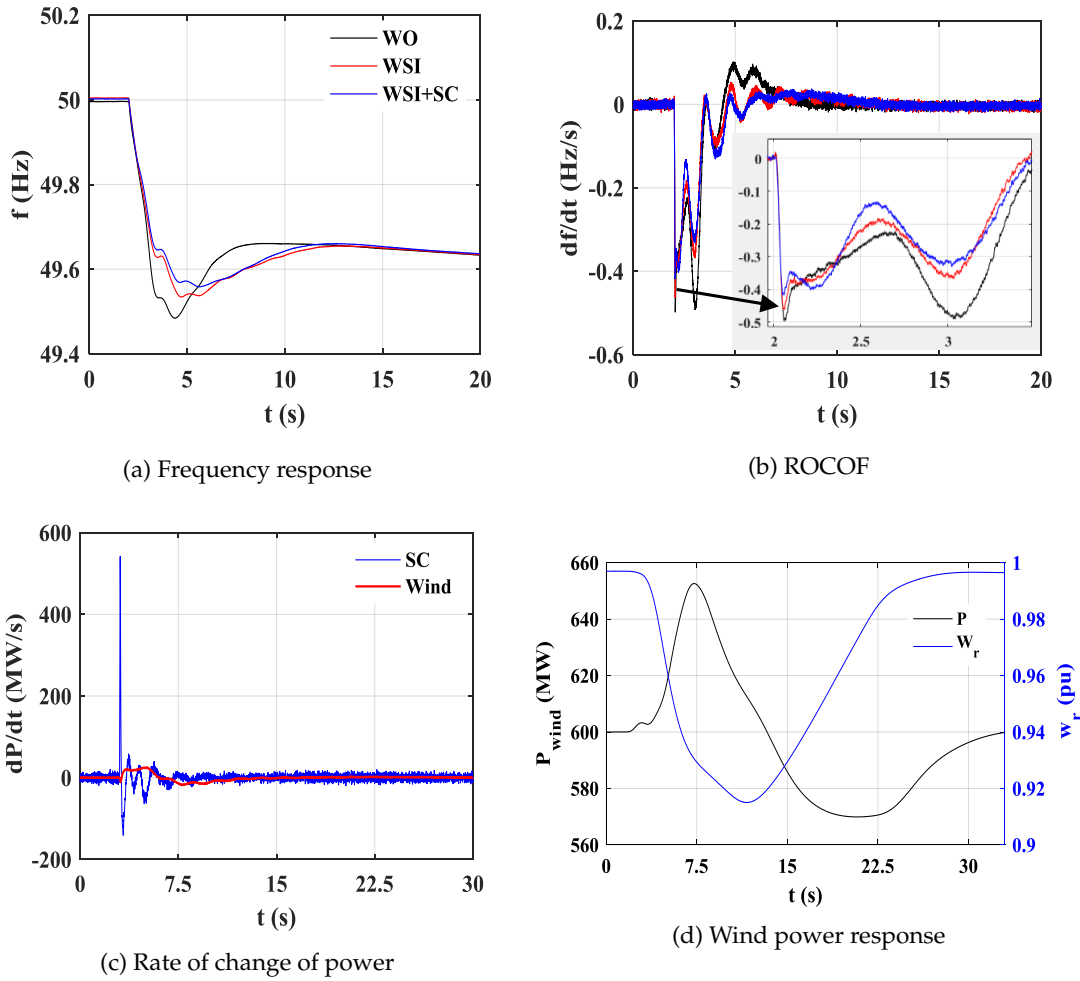 50.2
50
49.8
49.6
49.4
f (Hz)
WO
WSI
WSI+SC
0
5
10
15
20
t (s)
(a) Frequency response
0.2
0
-0.2
-0.4
-0.6
df/dt (Hz/s)
0
-0.1
-0.2
-0.3
-0.4
-0.5
2
2.5
3
0
5
10
15
20
t (s)
(b) ROCOF
600
400
200
0
-200
dP/dt (MW/s)
SC
Wind
0
7.5
15
22.5
30
t (s)
(c) Rate of change of power
660
640
620
600
580
560
P_wind (MW)
P
W_r
1
0.98
0.96
0.94
0.92
0.9
w_r (pu)
0
7.5
15
22.5
30
t (s)
(d) Wind power response